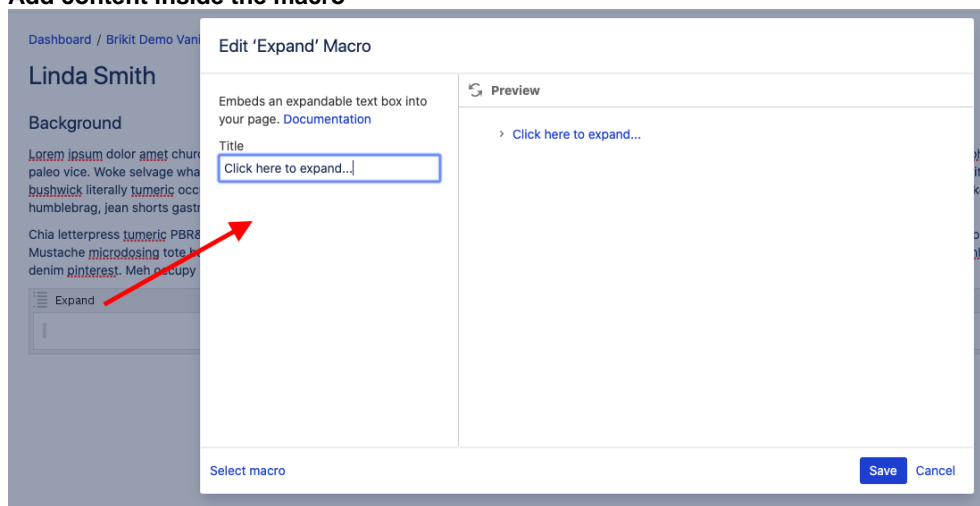 Add content inside the macro
Dashboard / Brikit Demo Vani
Linda Smith
Background
Lorem ipsum dolor amet chur
paleo vice. Woke selvage wha
bushwick literally tumeric occ
humblebrag, jean shorts gastr
Chia letterpress tumeric PBR&
Mustache microdosing tote b
denim pinterest. Meh occupy
Expand
Edit ‘Expand’ Macro
Embeds an expandable text box into
your page. Documentation
Title
Click here to expand...
Preview
Click here to expand...
Select macro
Save Cancel